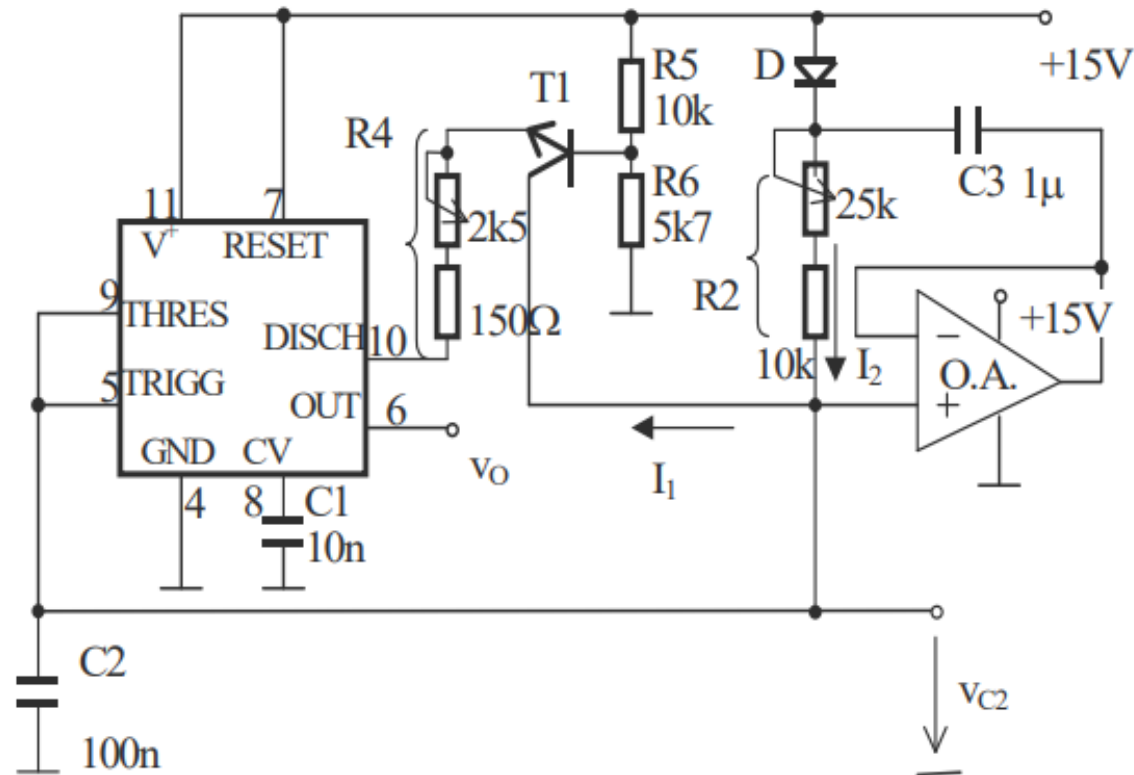 D
+15V
T1
R5
10k
R4
C3 1μ
R6
5k7
25k
11
7
V+
RESET
2k5
R2
9
THRES
150Ω
+15V
DISCH
10
10k
I2
O.A.
−
+
5
TRIGG
OUT
6
GND
CV
vO
I1
4
8
C1
10n
C2
100n
vC2